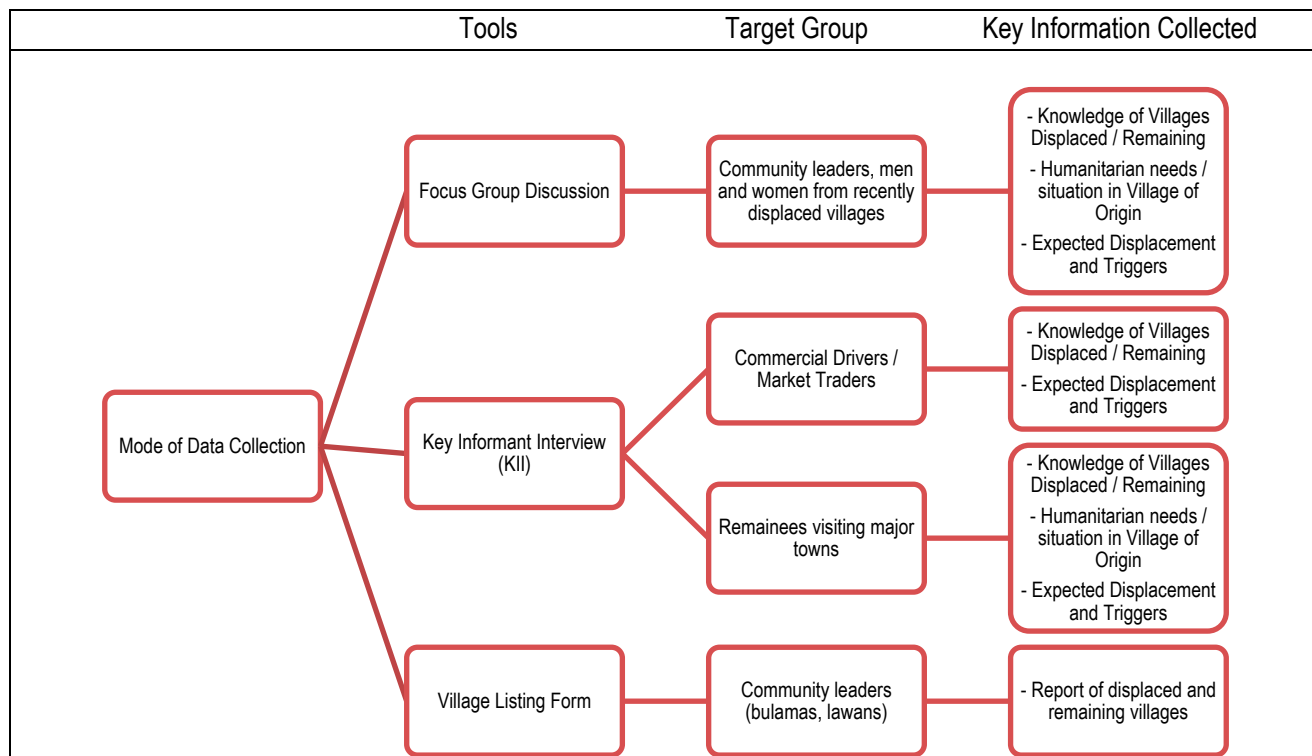 Tools
Target Group
Key Information Collected
Mode of Data Collection
Focus Group Discussion
Community leaders, men
and women from recently
displaced villages
- Knowledge of Villages
Displaced / Remaining
- Humanitarian needs /
situation in Village of
Origin
- Expected Displacement
and Triggers
Key Informant Interview
(KII)
Commercial Drivers /
Market Traders
- Knowledge of Villages
Displaced / Remaining
- Expected Displacement
and Triggers
Remainees visiting major
towns
- Knowledge of Villages
Displaced / Remaining
- Humanitarian needs /
situation in Village of
Origin
- Expected Displacement
and Triggers
Village Listing Form
Community leaders
(bulamas, lawans)
- Report of displaced and
remaining villages